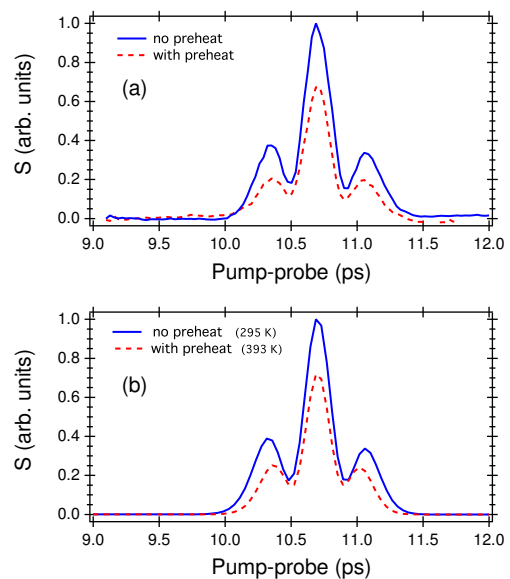 1.0
0.8
0.6
0.4
0.2
0.0
S (arb. units)
no preheat
with preheat
(a)
9.0 9.5 10.0 10.5 11.0 11.5 12.0
Pump-probe (ps)
1.0
0.8
0.6
0.4
0.2
0.0
S (arb. units)
no preheat (295 K)
with preheat (393 K)
(b)
9.0 9.5 10.0 10.5 11.0 11.5 12.0
Pump-probe (ps)